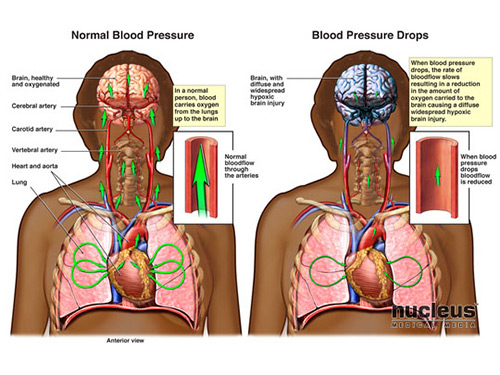 Normal Blood Pressure
Brain, healthy
and oxygenated
Cerebral artery
Carotid artery
Vertebral artery
Heart and aorta
Lung
In a normal
person, blood
carries oxygen
from the lungs
up to the brain
Normal
bloodflow
through
the arteries
Anterior view
Blood Pressure Drops
Brain, with
diffuse and
widespread
hypoxic
brain injury
When blood pressure
drops, the rate of
bloodflow slows
resulting in a reduction
in the amount of
oxygen carried to the
brain causing a diffuse
widespread hypoxic
brain injury.
When blood
pressure
drops
bloodflow
is reduced
nucleus
MEDICAL MEDIA